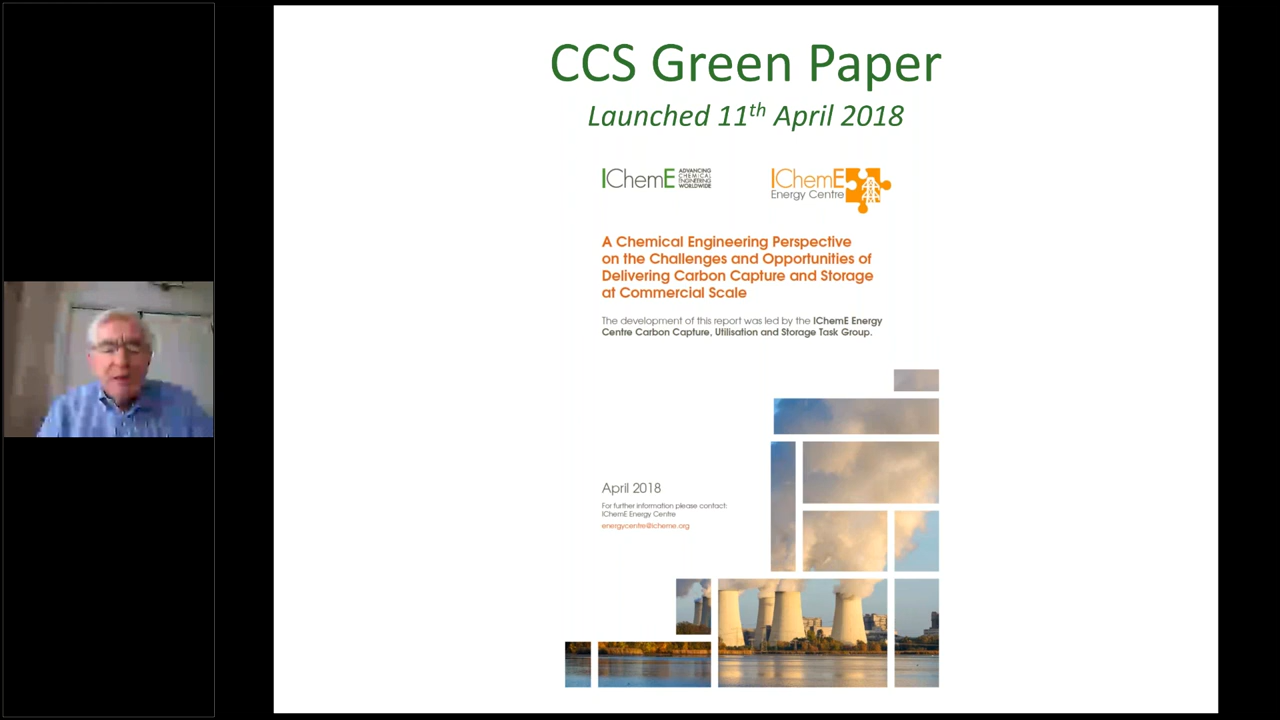 CCS Green Paper
Launched 11th April 2018
IChemE ADVANCING
CHEMICAL
ENGINEERING
WORLDWIDE
IChemE
Energy Centre
A Chemical Engineering Perspective
on the Challenges and Opportunities of
Delivering Carbon Capture and Storage
at Commercial Scale
The development of this report was led by the IChemE Energy
Centre Carbon Capture, Utilisation and Storage Task Group.
April 2018
For further information please contact:
IChemE Energy Centre
energycentre@icheme.org